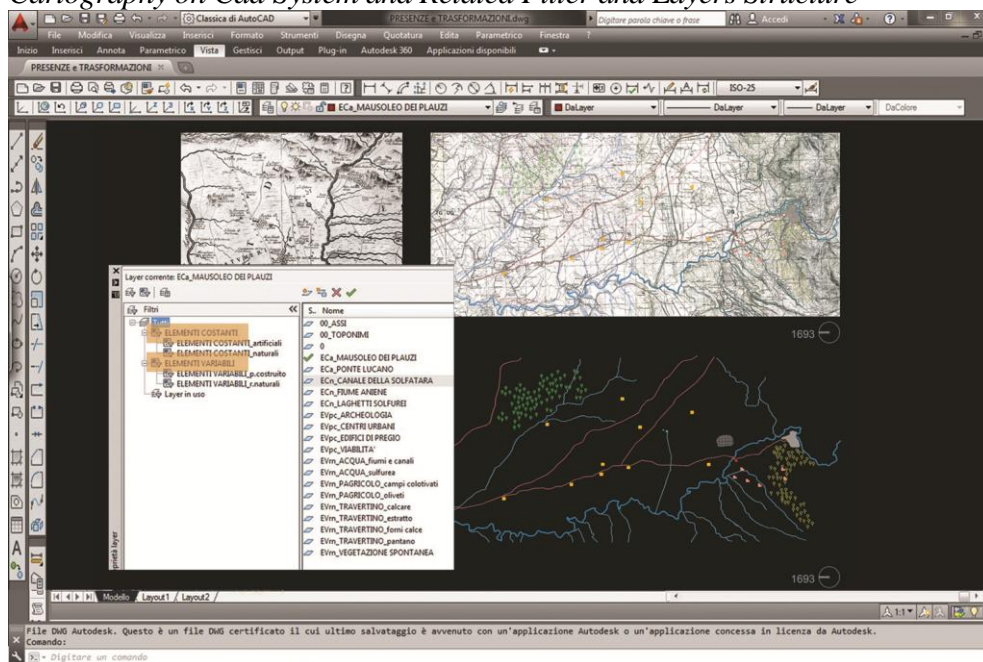 Cartography on Cad System and Related Filter and Layers Structure
Classica di AutoCAD
PRESENZE e TRASFORMAZIONI.dwg
Digitare parola chiave o frase
Accedi
File Modifica Visualizza Inserisci Formato Strumenti Disegna Quotatura Edita Parametrico Finestra ?
Inizio Inserisci Annota Parametrico Vista Gestisci Output Plug-in Autodesk 360 Applicazioni disponibili
PRESENZE e TRASFORMAZIONI
ISO-25
ECa_MAUSOLEO DEI PLAUZI
DaLayer
DaLayer
DaLayer
DaColore
Layer corrente: ECa_MAUSOLEO DEI PLAUZI
Filtri
Tutti
ELEMENTI COSTANTI
ELEMENTI COSTANTI_artificiali
ELEMENTI COSTANTI_naturali
ELEMENTI VARIABILI
ELEMENTI VARIABILI_p.costruito
ELEMENTI VARIABILI_r.naturali
Layer in uso
S.. Nome
00_ASSI
00_TOPONIMI
0
ECa_MAUSOLEO DEI PLAUZI
ECa_PONTE LUCANO
ECn_CANALE DELLA SOLFATARA
ECn_FIUME ANIENE
ECn_LAGHETTI SOLFUREI
EVpc_ARCHEOLOGIA
EVpc_CENTRI URBANI
EVpc_EDIFICI DI PREGIO
EVpc_VIABILITA'
EVrn_ACQUA_fiumi e canali
EVrn_ACQUA_sulfurea
EVrn_PAGRICOLO_campi colotivati
EVrn_PAGRICOLO_oliveti
EVrn_TRAVERTINO_calcare
EVrn_TRAVERTINO_estratto
EVrn_TRAVERTINO_forni calce
EVrn_TRAVERTINO_pantano
EVrn_VEGETAZIONE SPONTANEA
prietà layer
1693
1693
Modello Layout1 Layout2
1:1
File DWG Autodesk. Questo è un file DWG certificato il cui ultimo salvataggio è avvenuto con un'applicazione Autodesk o un'applicazione concessa in licenza da Autodesk.
Comando:
Digitare un comando